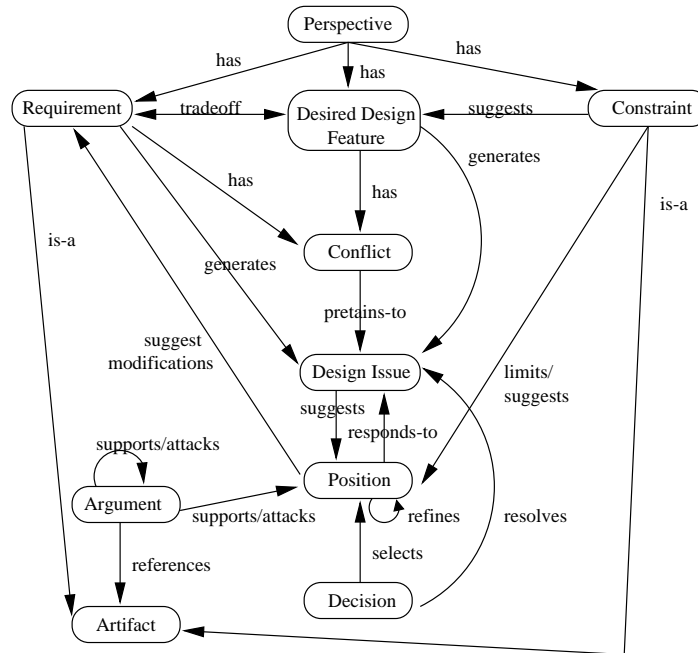 Perspective
has
has
has
Requirement
tradeoff
Desired Design
Feature
suggests
Constraint
generates
has
has
is-a
is-a
Conflict
generates
pretains-to
suggest
modifications
Design Issue
limits/
suggests
suggests
responds-to
supports/attacks
Position
Argument
supports/attacks
refines
resolves
selects
references
Decision
Artifact